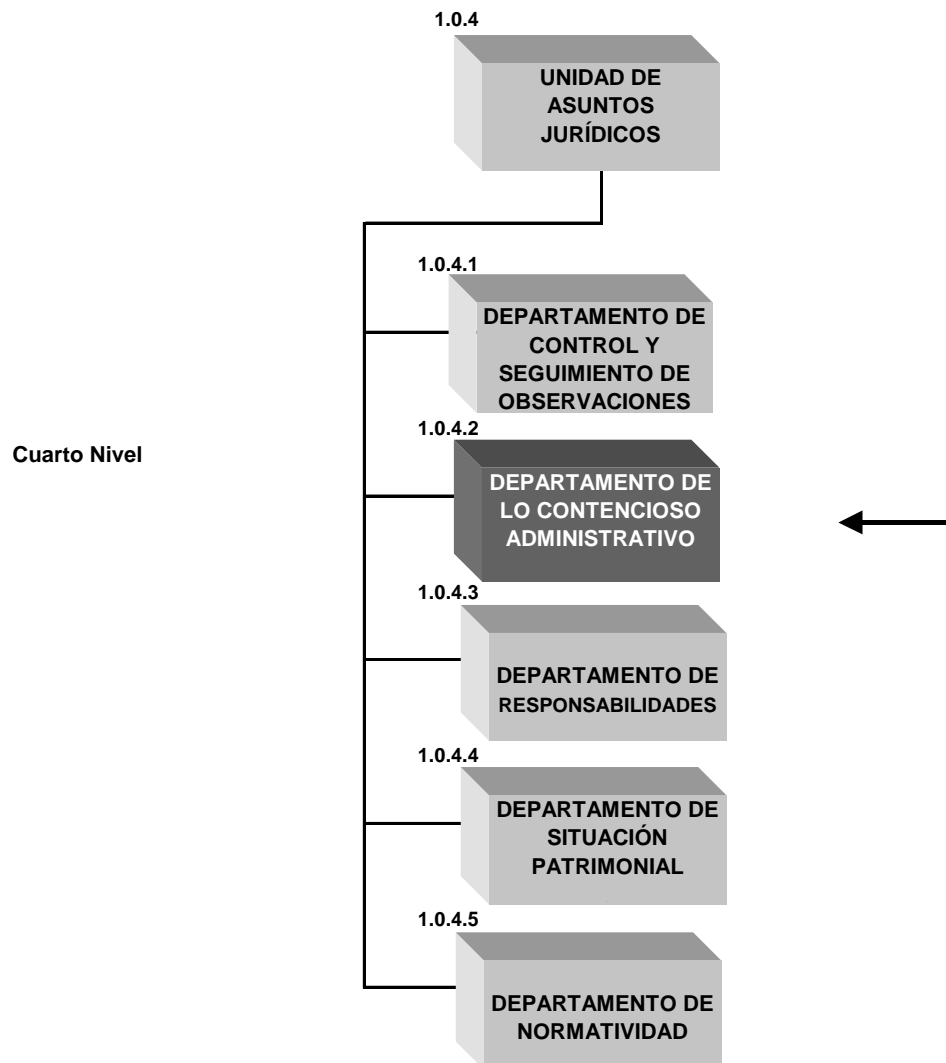 1.0.4
UNIDAD DE
ASUNTOS
JURÍDICOS
1.0.4.1
DEPARTAMENTO DE
CONTROL Y
SEGUIMIENTO DE
OBSERVACIONES
1.0.4.2
Cuarto Nivel
DEPARTAMENTO DE
LO CONTENCIOSO
ADMINISTRATIVO
1.0.4.3
DEPARTAMENTO DE
RESPONSABILIDADES
1.0.4.4
DEPARTAMENTO DE
SITUACIÓN
PATRIMONIAL
1.0.4.5
DEPARTAMENTO DE
NORMATIVIDAD